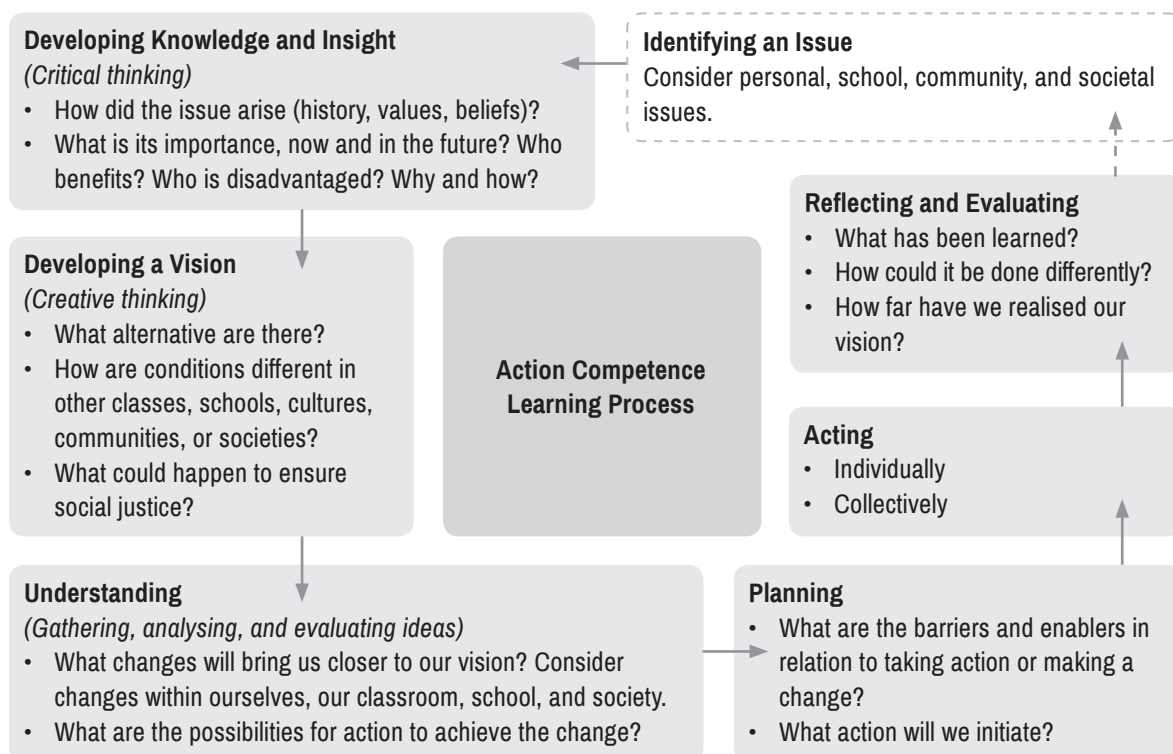 Developing Knowledge and Insight
(Critical thinking)
• How did the issue arise (history, values, beliefs)?
• What is its importance, now and in the future? Who
benefits? Who is disadvantaged? Why and how?
Identifying an Issue
Consider personal, school, community, and societal
issues.
Developing a Vision
(Creative thinking)
• What alternative are there?
• How are conditions different in
other classes, schools, cultures,
communities, or societies?
• What could happen to ensure
social justice?
Action Competence
Learning Process
Reflecting and Evaluating
• What has been learned?
• How could it be done differently?
• How far have we realised our
vision?
Acting
• Individually
• Collectively
Understanding
(Gathering, analysing, and evaluating ideas)
• What changes will bring us closer to our vision? Consider
changes within ourselves, our classroom, school, and society.
• What are the possibilities for action to achieve the change?
Planning
• What are the barriers and enablers in
relation to taking action or making a
change?
• What action will we initiate?